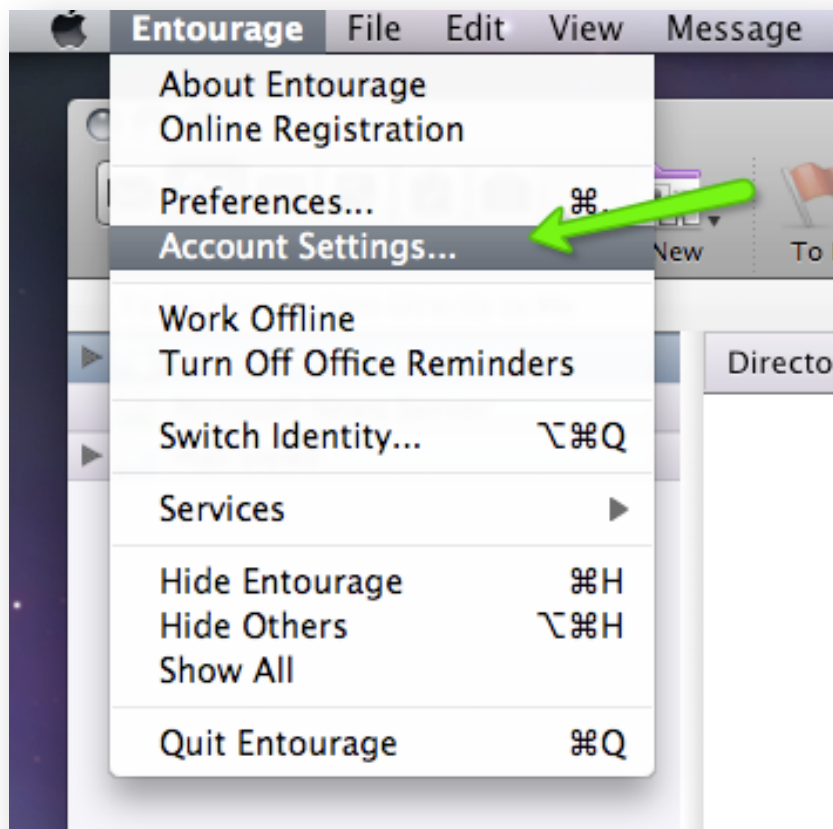 Entourage File Edit View Message
About Entourage
Online Registration
Preferences... ⌘,
Account Settings...
New
To
Work Offline
Turn Off Office Reminders
Directo
Switch Identity... ⌥⌘Q
Services ▶
Hide Entourage ⌘H
Hide Others ⌥⌘H
Show All
Quit Entourage ⌘Q